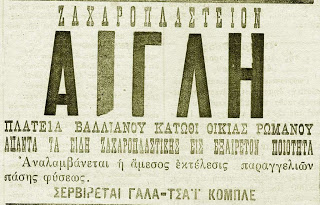 ΖΑΧΑΡΟΠΛΑΣΤΕΙΟΝ
ΑΙΓΛΗ
ΠΛΑΤΕΙΑ ΒΑΛΛΙΑΝΟΥ ΚΑΤΩΘΙ ΟΙΚΙΑΣ ΡΩΜΑΝΟΥ
ΑΠΑΝΤΑ ΤΑ ΕΙΔΗ ΖΑΧΑΡΟΠΛΑΣΤΙΚΗΣ ΕΙΣ ΕΞΑΙΡΕΤΟΝ ΠΟΙΟΤΗΤΑ
Ἀναλαμβάνεται ἡ ἄμεσος ἐκτέλεσις παραγγελιῶν
πάσης φύσεως.
ΣΕΡΒΙΡΕΤΑΙ ΓΑΛΑ-ΤΣΑΤ ΚΟΜΠΛΕ